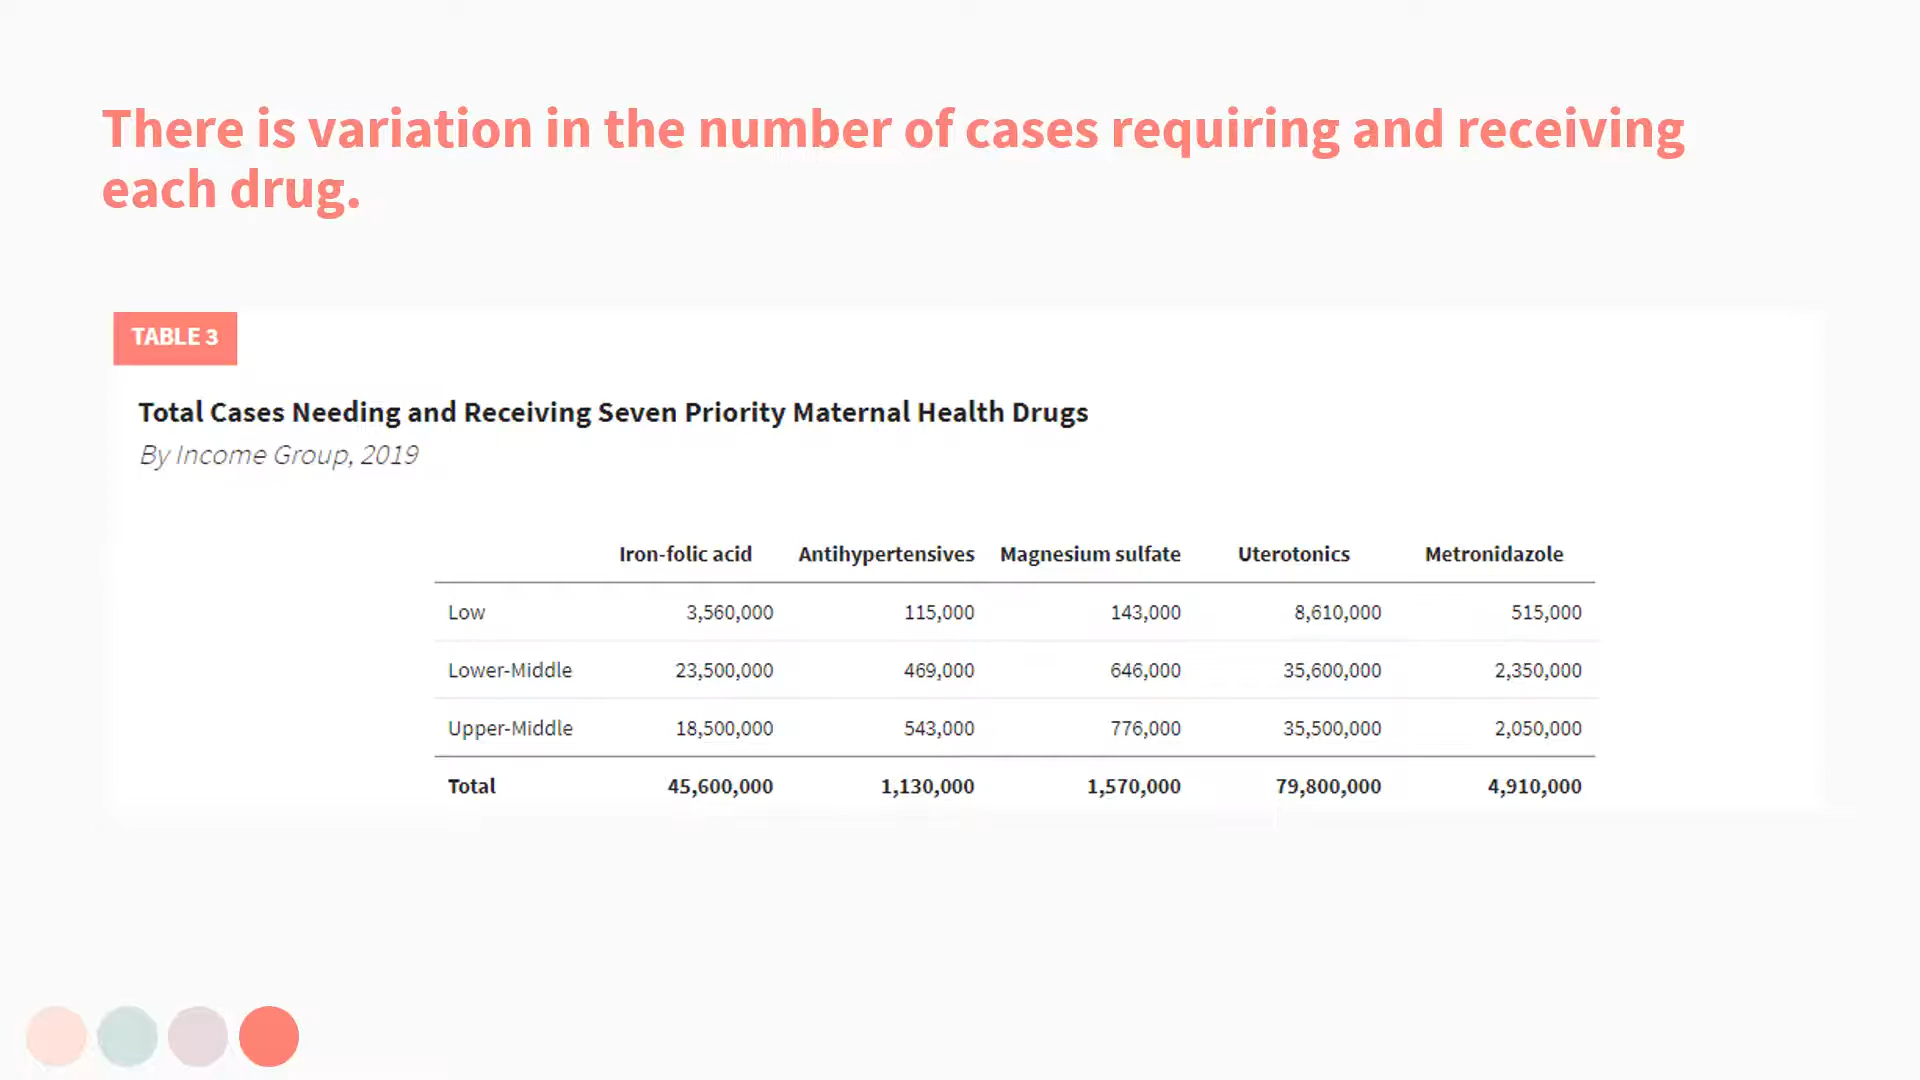 There is variation in the number of cases requiring and receiving
each drug.
TABLE 3
Total Cases Needing and Receiving Seven Priority Maternal Health Drugs
By Income Group, 2019
Iron-folic acid Antihypertensives Magnesium sulfate Uterotonics Metronidazole
Low 3,560,000 115,000 143,000 8,610,000 515,000
Lower-Middle 23,500,000 469,000 646,000 35,600,000 2,350,000
Upper-Middle 18,500,000 543,000 776,000 35,500,000 2,050,000
Total 45,600,000 1,130,000 1,570,000 79,800,000 4,910,000